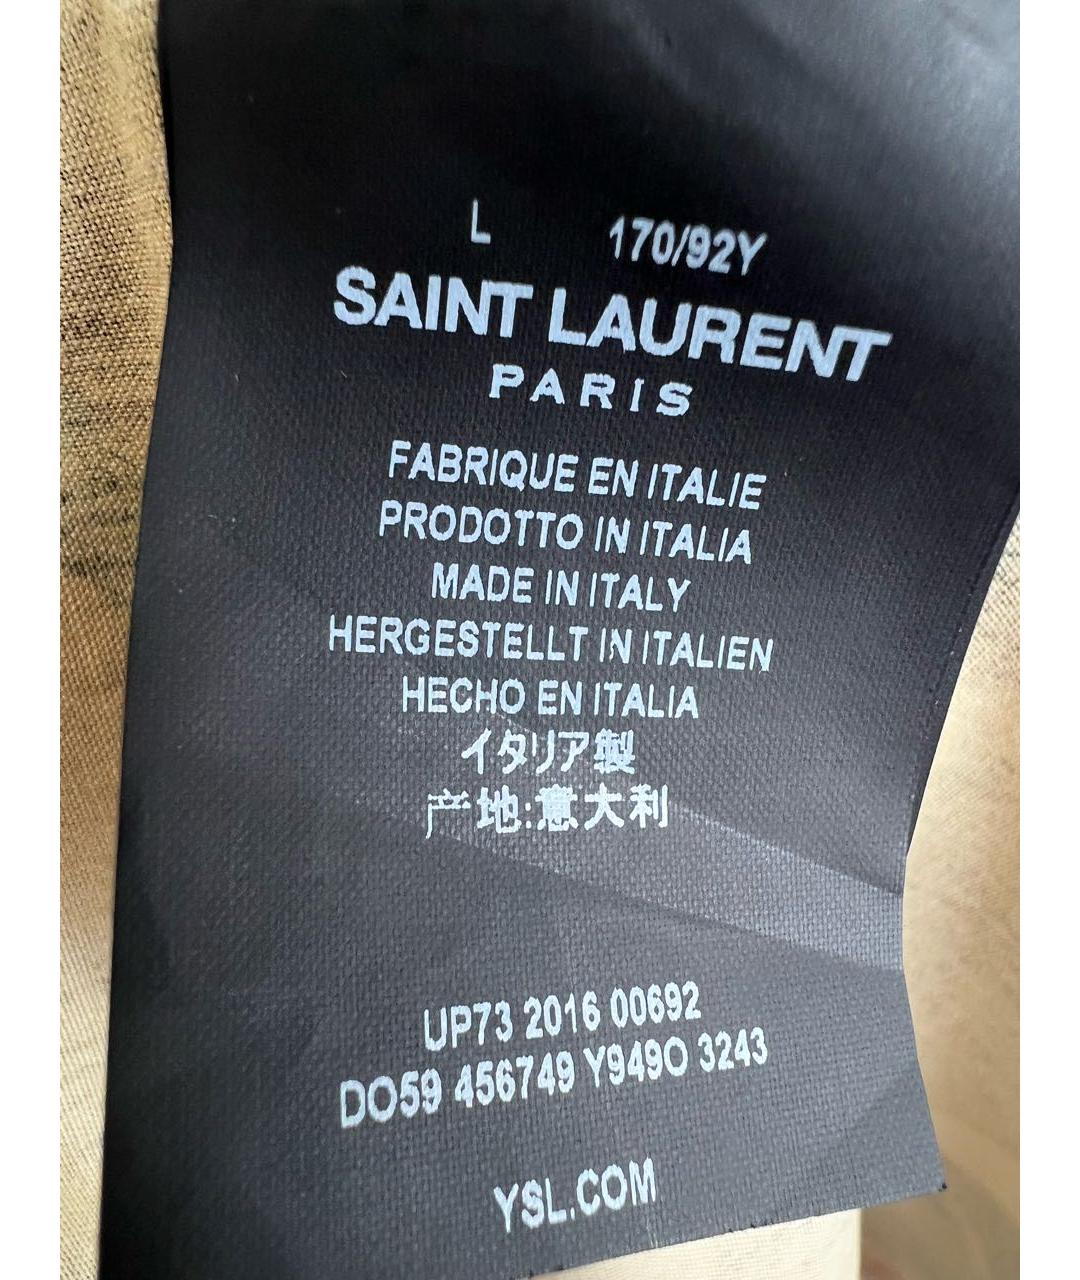 L 170/92Y
SAINT LAURENT
PARIS
FABRIQUE EN ITALIE
PRODOTTO IN ITALIA
MADE IN ITALY
HERGESTELLT IN ITALIEN
HECHO EN ITALIA
イタリア製
产地:意大利
UP73 2016 00692
DO59 456749 Y949O 3243
YSL.COM